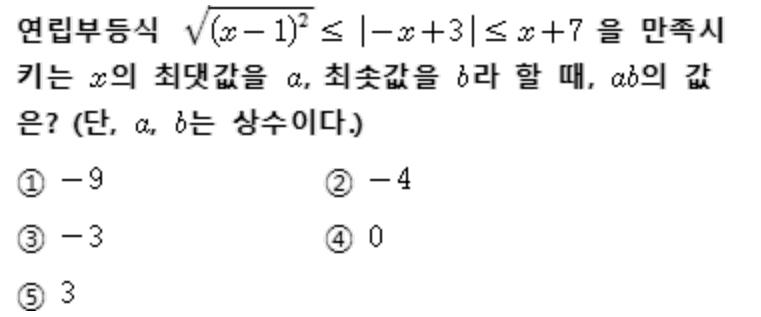 연립부등식 √(x−1)² ≤ |−x+3| ≤ x+7 을 만족시
키는 x의 최댓값을 a, 최솟값을 b라 할 때, ab의 값
은? (단, a, b는 상수이다.)
① −9 ② −4
③ −3 ④ 0
⑤ 3